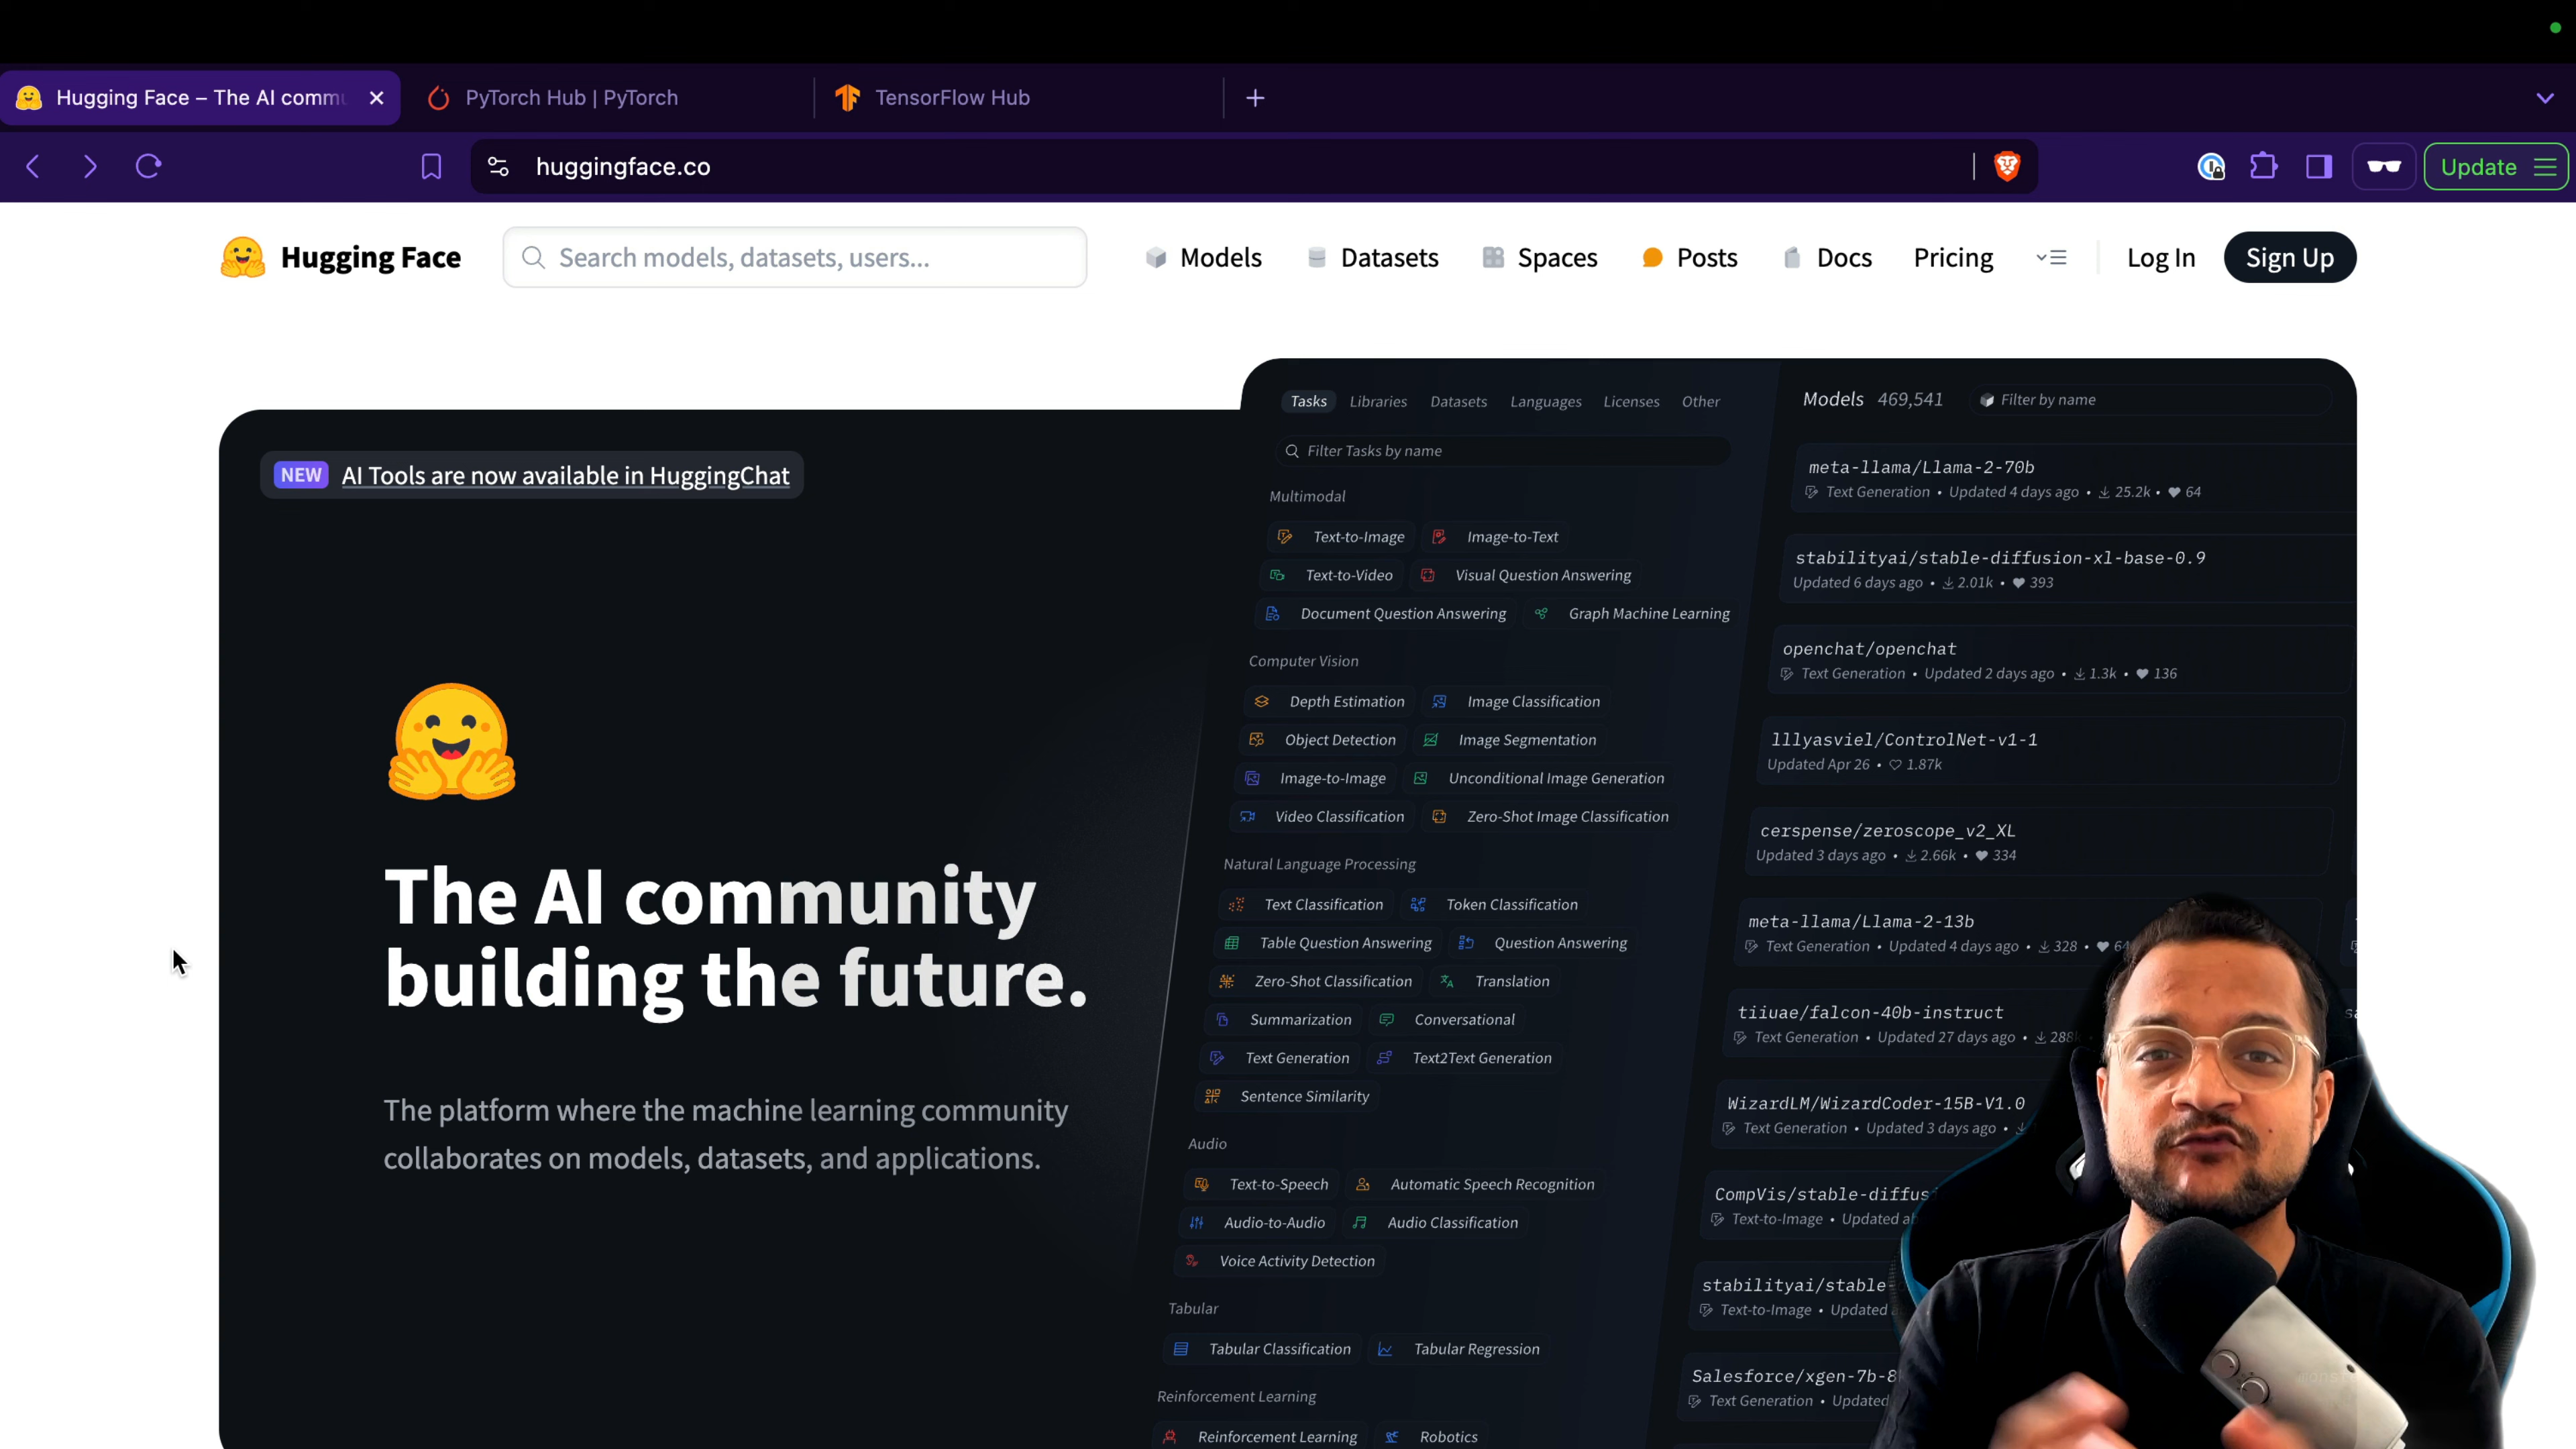 Hugging Face – The AI commu
PyTorch Hub | PyTorch
TensorFlow Hub
huggingface.co
Update
Hugging Face
Search models, datasets, users...
Models
Datasets
Spaces
Posts
Docs
Pricing
Log In
Sign Up
NEW AI Tools are now available in HuggingChat
The AI community
building the future.
The platform where the machine learning community
collaborates on models, datasets, and applications.
Tasks Libraries Datasets Languages Licenses Other
Filter Tasks by name
Multimodal
Text-to-Image Image-to-Text
Text-to-Video Visual Question Answering
Document Question Answering Graph Machine Learning
Computer Vision
Depth Estimation Image Classification
Object Detection Image Segmentation
Image-to-Image Unconditional Image Generation
Video Classification Zero-Shot Image Classification
Natural Language Processing
Text Classification Token Classification
Table Question Answering Question Answering
Zero-Shot Classification Translation
Summarization Conversational
Text Generation Text2Text Generation
Sentence Similarity
Audio
Text-to-Speech Automatic Speech Recognition
Audio-to-Audio Audio Classification
Voice Activity Detection
Tabular
Tabular Classification Tabular Regression
Reinforcement Learning
Reinforcement Learning Robotics
Models 469,541 Filter by name
meta-llama/Llama-2-70b
Text Generation • Updated 4 days ago • 25.2k • 64
stabilityai/stable-diffusion-xl-base-0.9
Updated 6 days ago • 2.01k • 393
openchat/openchat
Text Generation • Updated 2 days ago • 1.3k • 136
lllyasviel/ControlNet-v1-1
Updated Apr 26 • 1.87k
cerspense/zeroscope_v2_XL
Updated 3 days ago • 2.66k • 334
meta-llama/Llama-2-13b
Text Generation • Updated 4 days ago • 328 • 64
tiiuae/falcon-40b-instruct
Text Generation • Updated 27 days ago • 288
WizardLM/WizardCoder-15B-V1.0
Text Generation • Updated 3 days ago •
CompVis/stable-diffus
Text-to-Image • Updated
stabilityai/stable-
Text-to-Image • Updated
Salesforce/xgen-7b-8
Text Generation • Updated